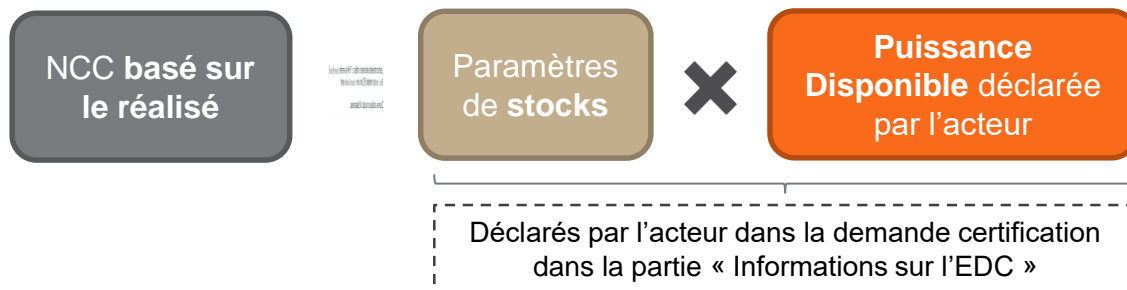 NCC basé sur
le réalisé
Paramètres
de stocks
Puissance
Disponible déclarée
par l’acteur
Déclarés par l’acteur dans la demande certification
dans la partie « Informations sur l’EDC »